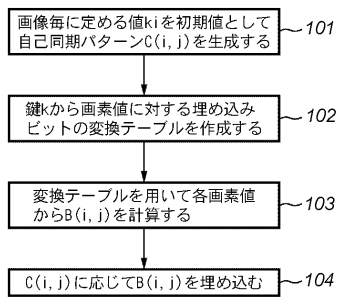 画像毎に定める値kiを初期値として
自己同期パターンC(i,j)を生成する
101
鍵kから画素値に対する埋め込み
ビットの変換テーブルを作成する
102
変換テーブルを用いて各画素値
からB(i,j)を計算する
103
C(i,j)に応じてB(i,j)を埋め込む
104